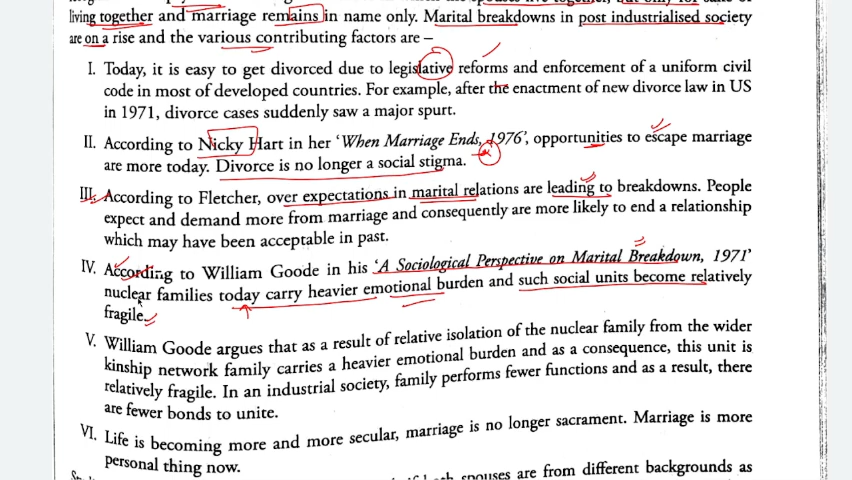 living together and marriage remains in name only. Marital breakdowns in post industrialised society
are on a rise and the various contributing factors are –
I. Today, it is easy to get divorced due to legislative reforms and enforcement of a uniform civil
code in most of developed countries. For example, after the enactment of new divorce law in US
in 1971, divorce cases suddenly saw a major spurt.
II. According to Nicky Hart in her 'When Marriage Ends, 1976', opportunities to escape marriage
are more today. Divorce is no longer a social stigma.
III. According to Fletcher, over expectations in marital relations are leading to breakdowns. People
expect and demand more from marriage and consequently are more likely to end a relationship
which may have been acceptable in past.
IV. According to William Goode in his 'A Sociological Perspective on Marital Breakdown, 1971'
nuclear families today carry heavier emotional burden and such social units become relatively
fragile.
V. William Goode argues that as a result of relative isolation of the nuclear family from the wider
kinship network family carries a heavier emotional burden and as a consequence, this unit is
relatively fragile. In an industrial society, family performs fewer functions and as a result, there
are fewer bonds to unite.
VI. Life is becoming more and more secular, marriage is no longer sacrament. Marriage is more
personal thing now.
spouses are from different backgrounds as